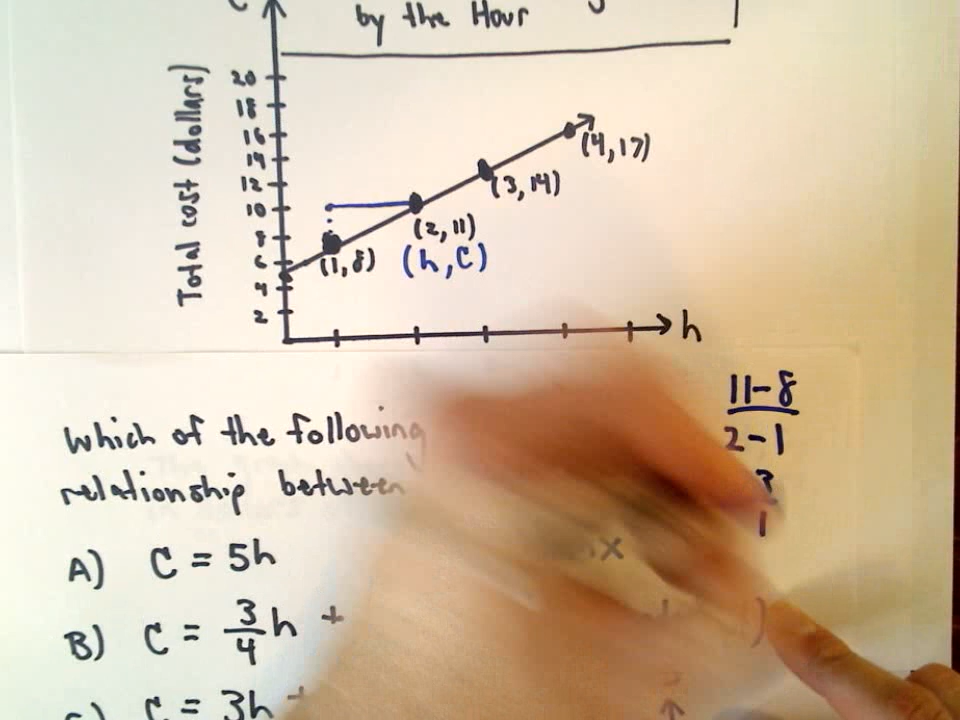 by the Hour
Total cost (dollars)
20
18
16
14
12
10
8
6
4
2
(4,17)
(3,14)
(2,11)
(1,8)
(h,C)
h
11-8
2-1
3
1
Which of the following
relationship between
x
A) C = 5h
B) C = 3/4 h +
C = 3h